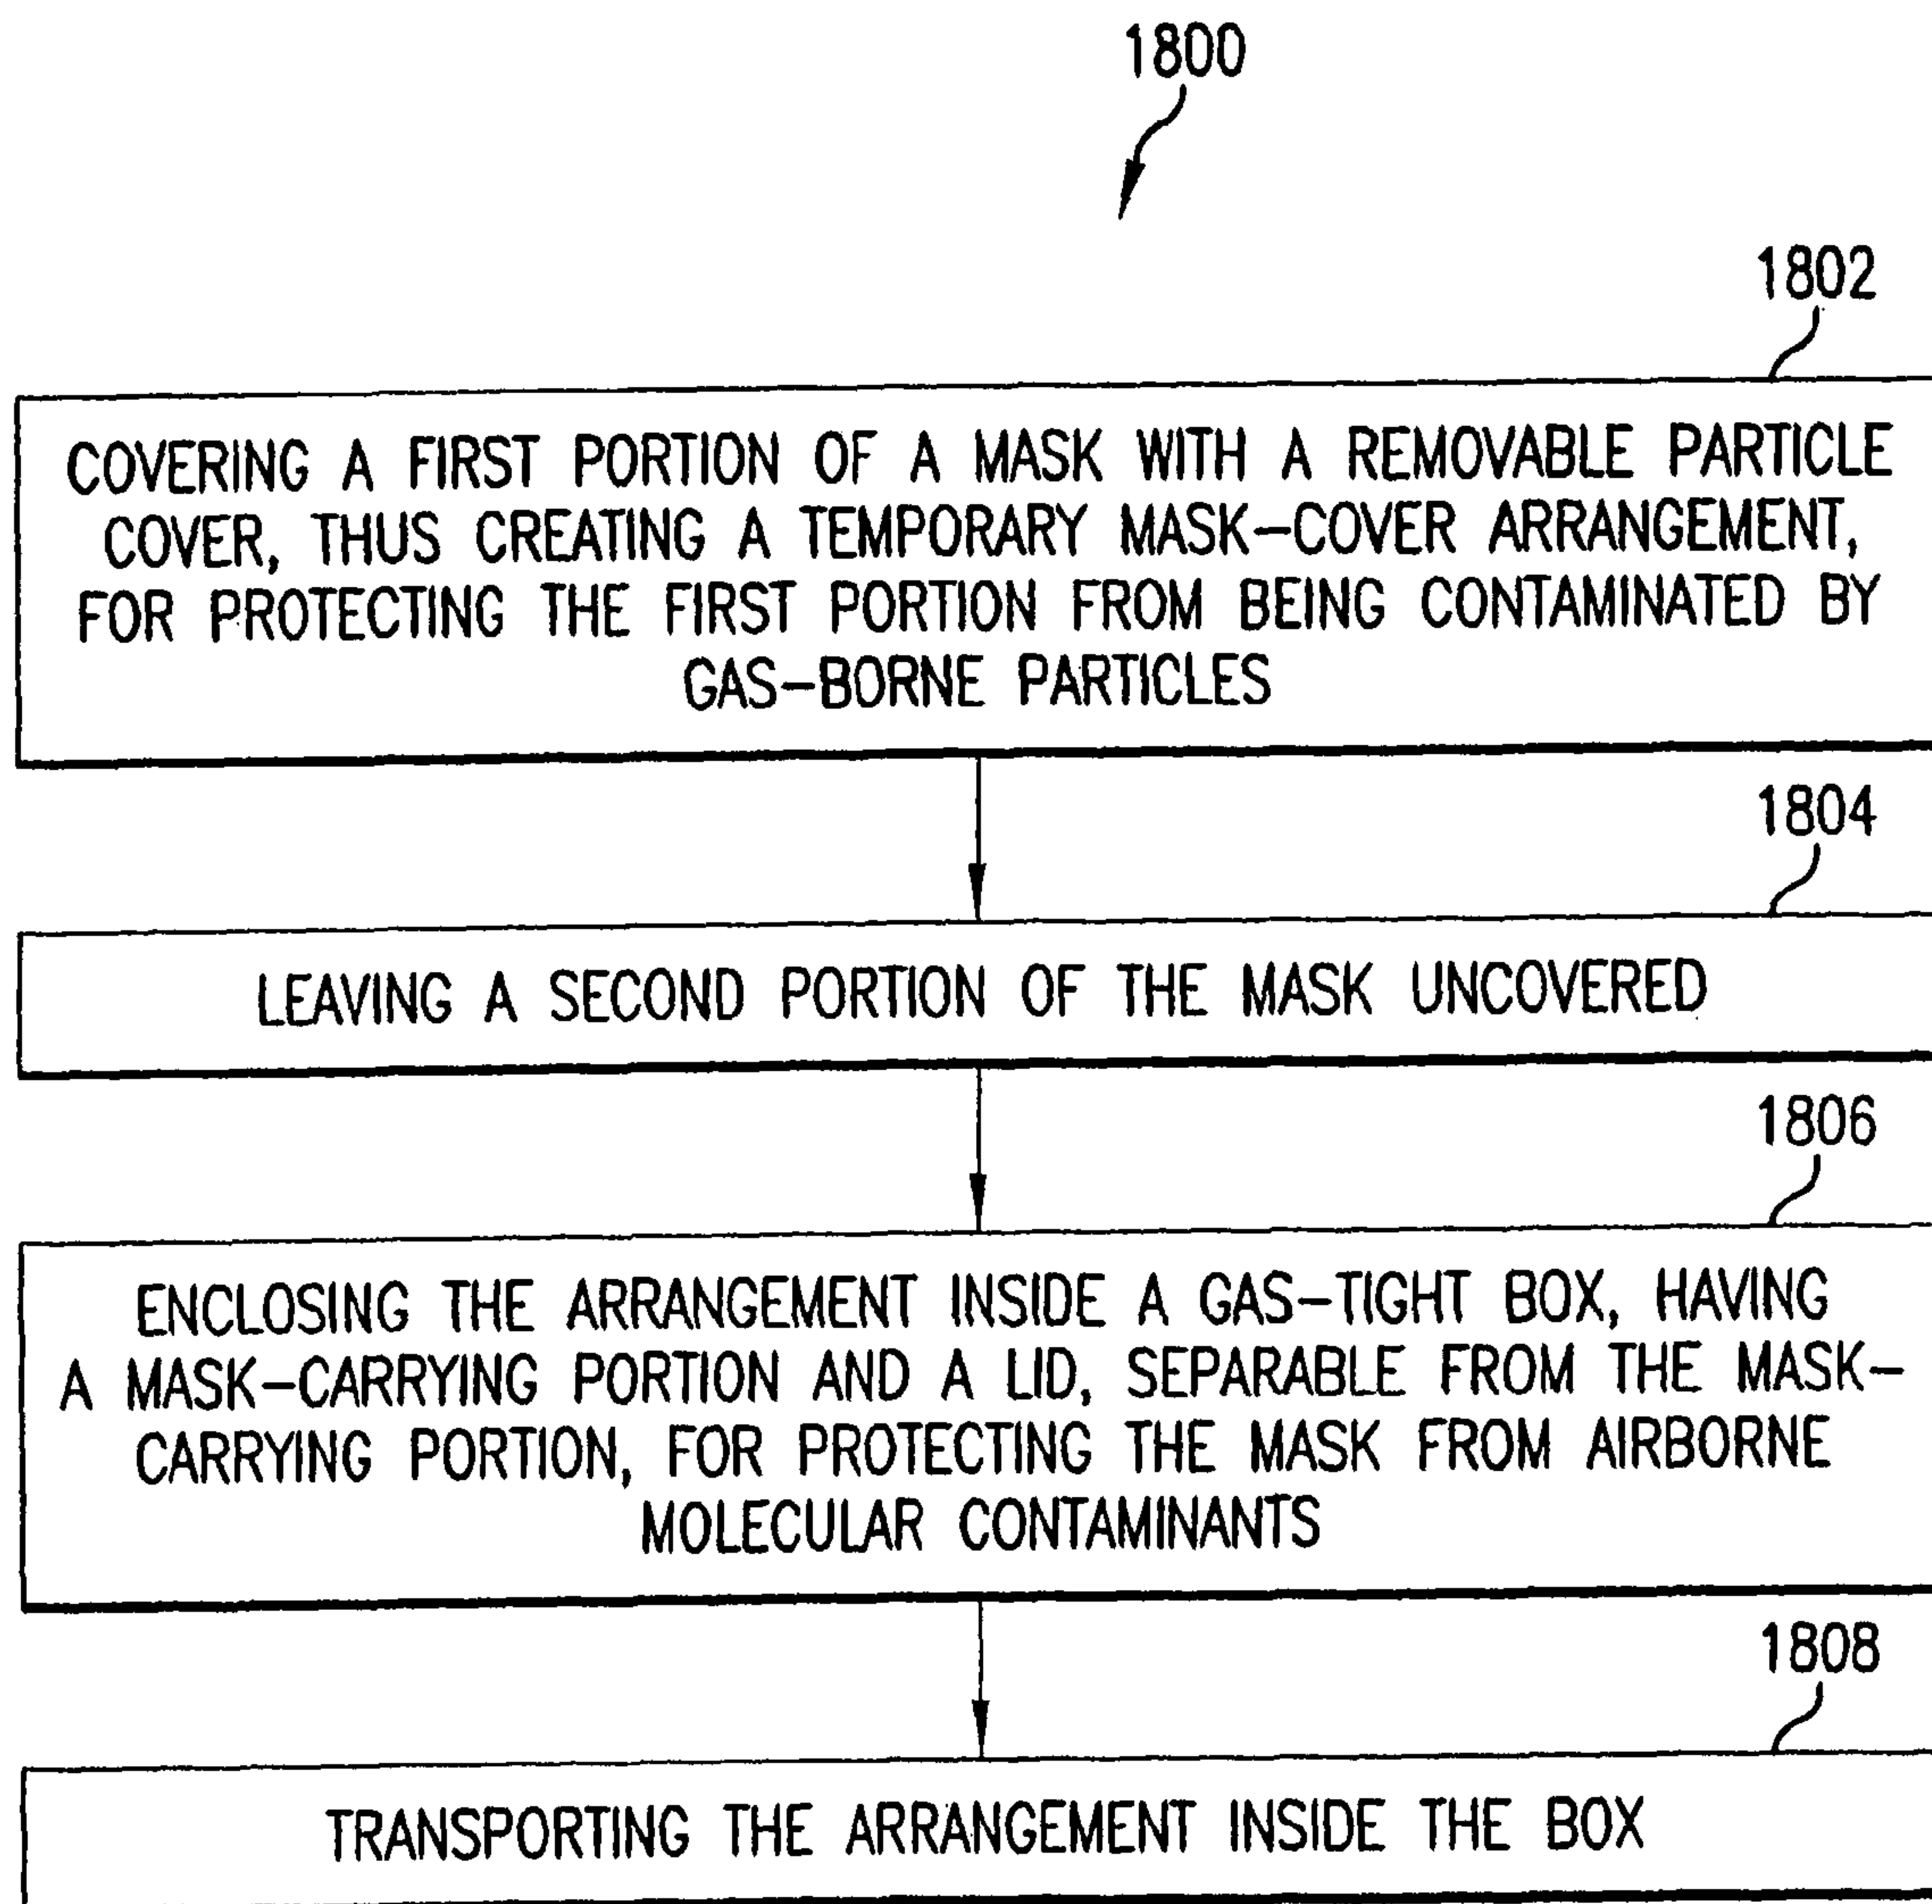 1800
1802
COVERING A FIRST PORTION OF A MASK WITH A REMOVABLE PARTICLE
COVER, THUS CREATING A TEMPORARY MASK-COVER ARRANGEMENT,
FOR PROTECTING THE FIRST PORTION FROM BEING CONTAMINATED BY
GAS-BORNE PARTICLES
1804
LEAVING A SECOND PORTION OF THE MASK UNCOVERED
1806
ENCLOSING THE ARRANGEMENT INSIDE A GAS-TIGHT BOX, HAVING
A MASK-CARRYING PORTION AND A LID, SEPARABLE FROM THE MASK-
CARRYING PORTION, FOR PROTECTING THE MASK FROM AIRBORNE
MOLECULAR CONTAMINANTS
1808
TRANSPORTING THE ARRANGEMENT INSIDE THE BOX